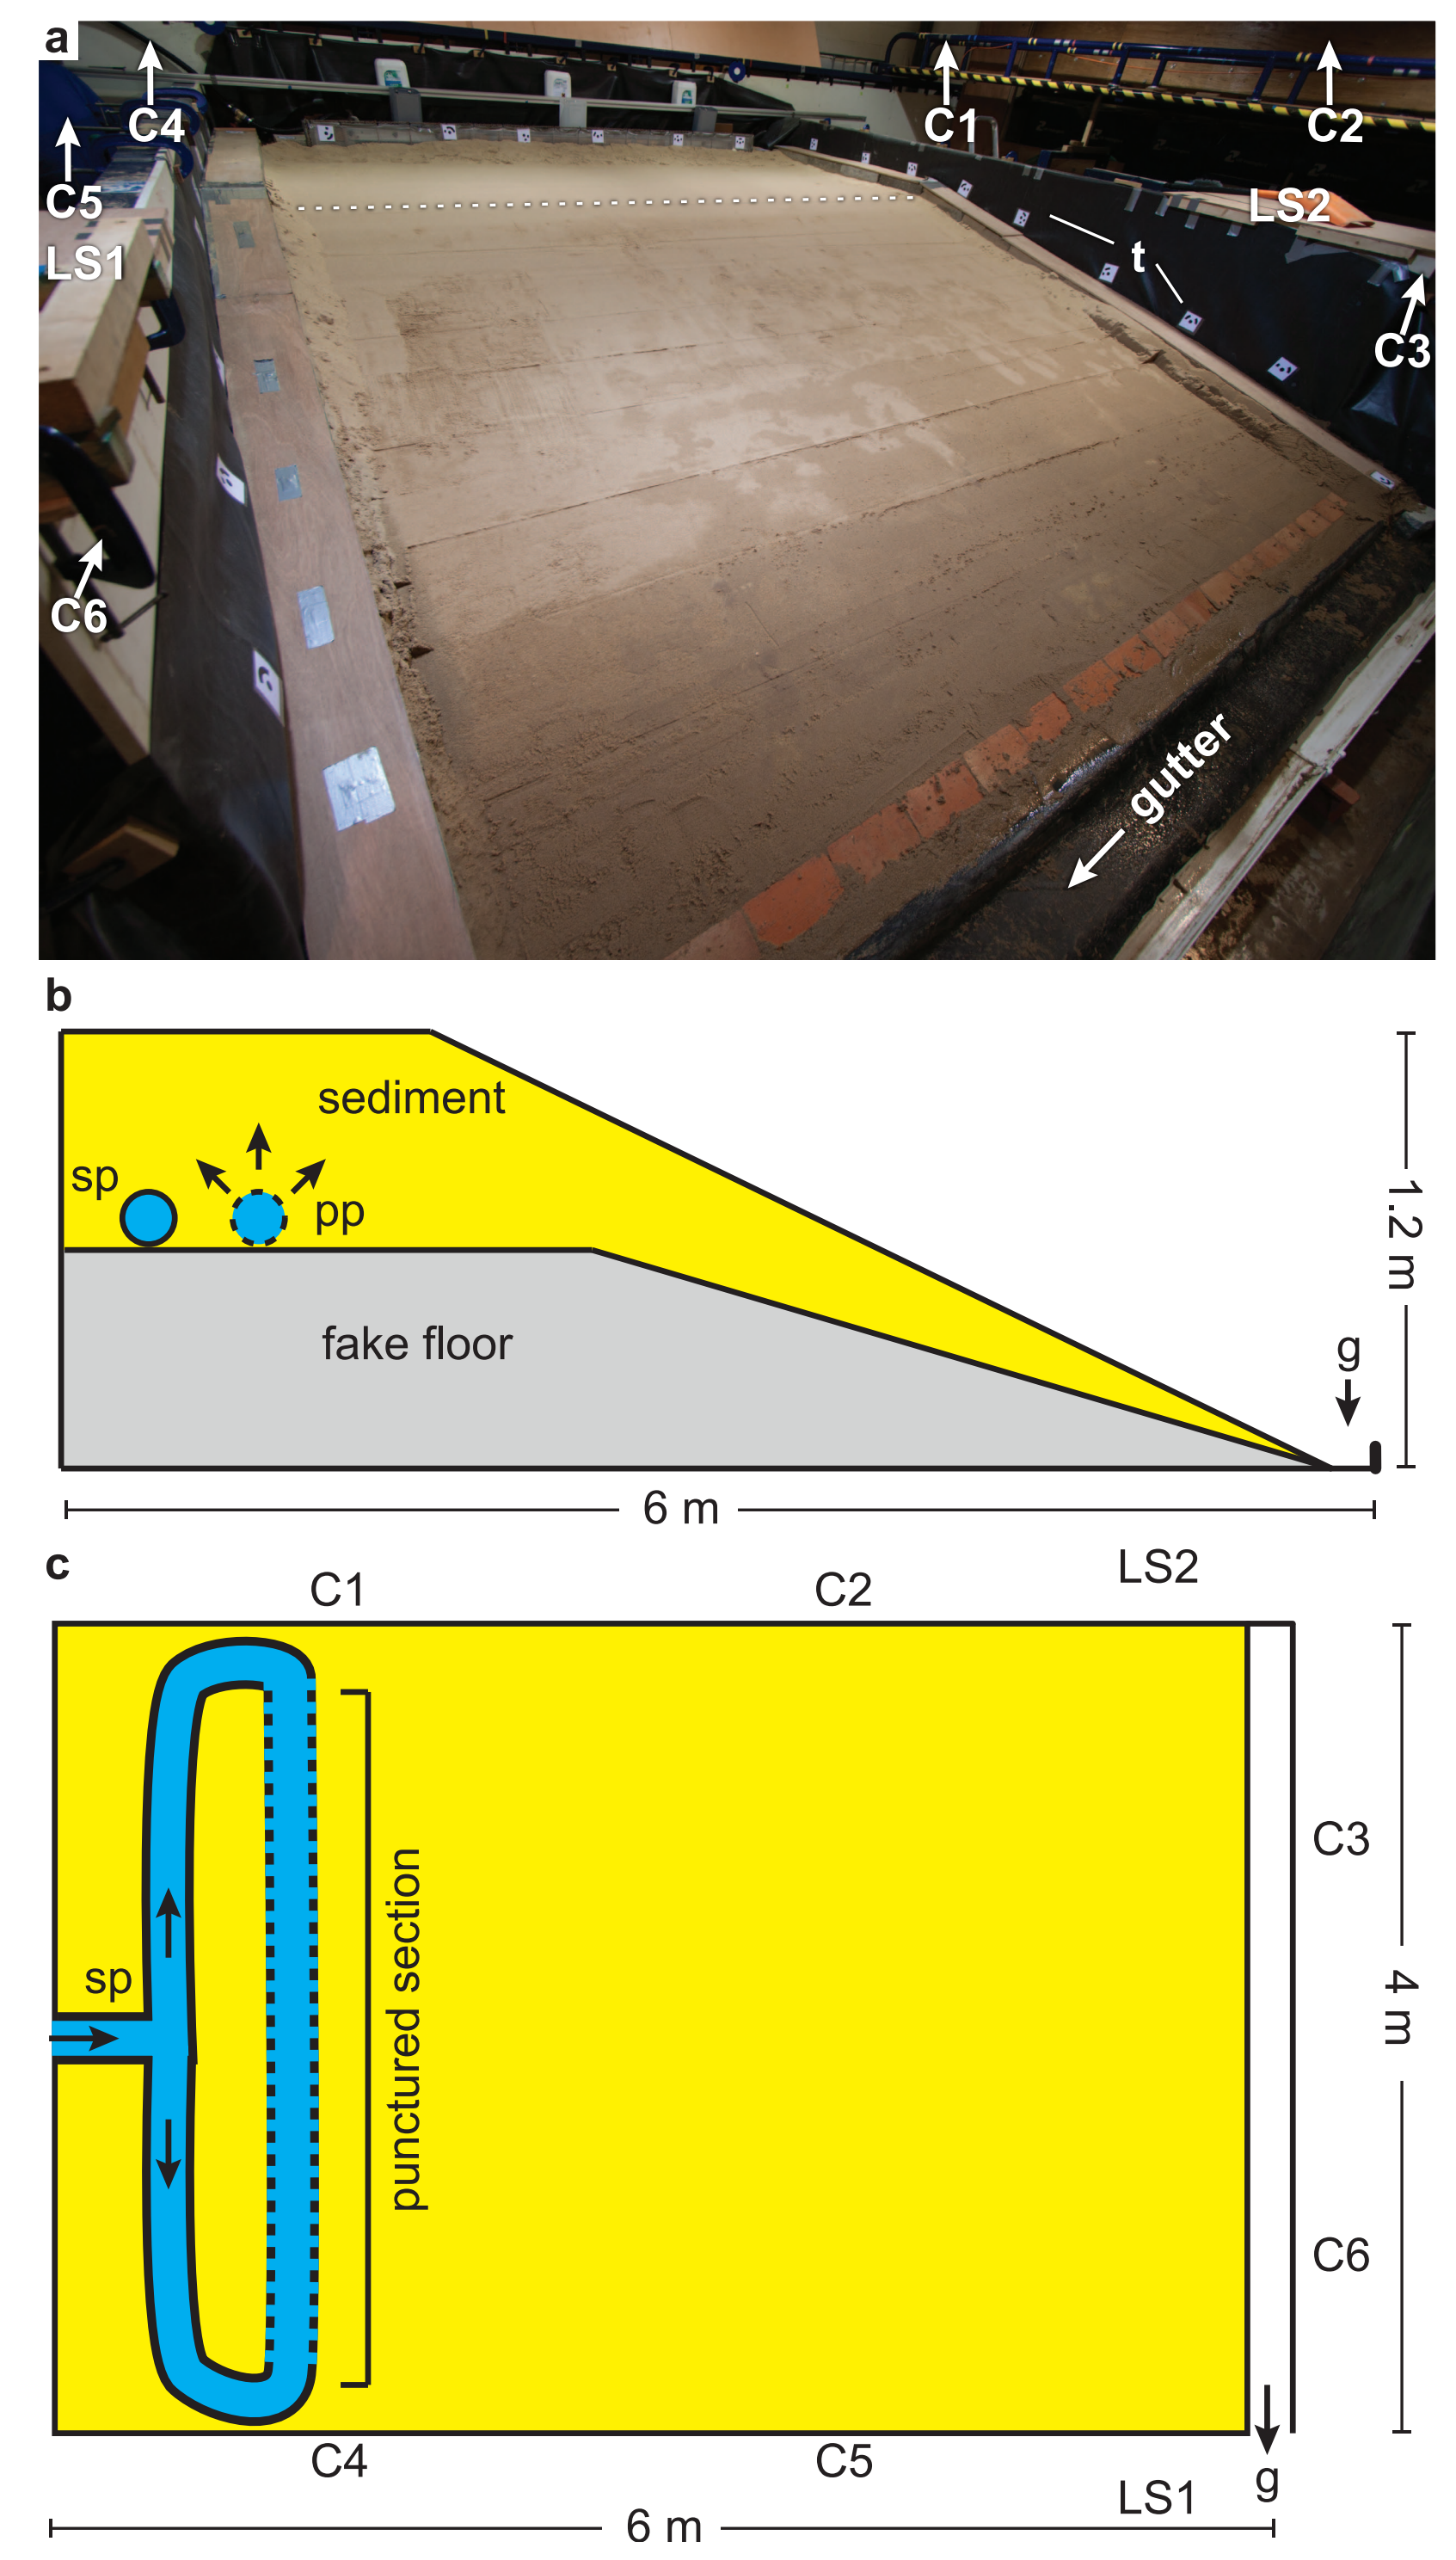 a
C4
C1
C2
C5
LS2
LS1
t
C3
C6
gutter
b
sediment
sp
pp
1.2 m
fake floor
g
6 m
c
C1
C2
LS2
C3
punctured section
sp
4 m
C6
C4
C5
LS1
g
6 m